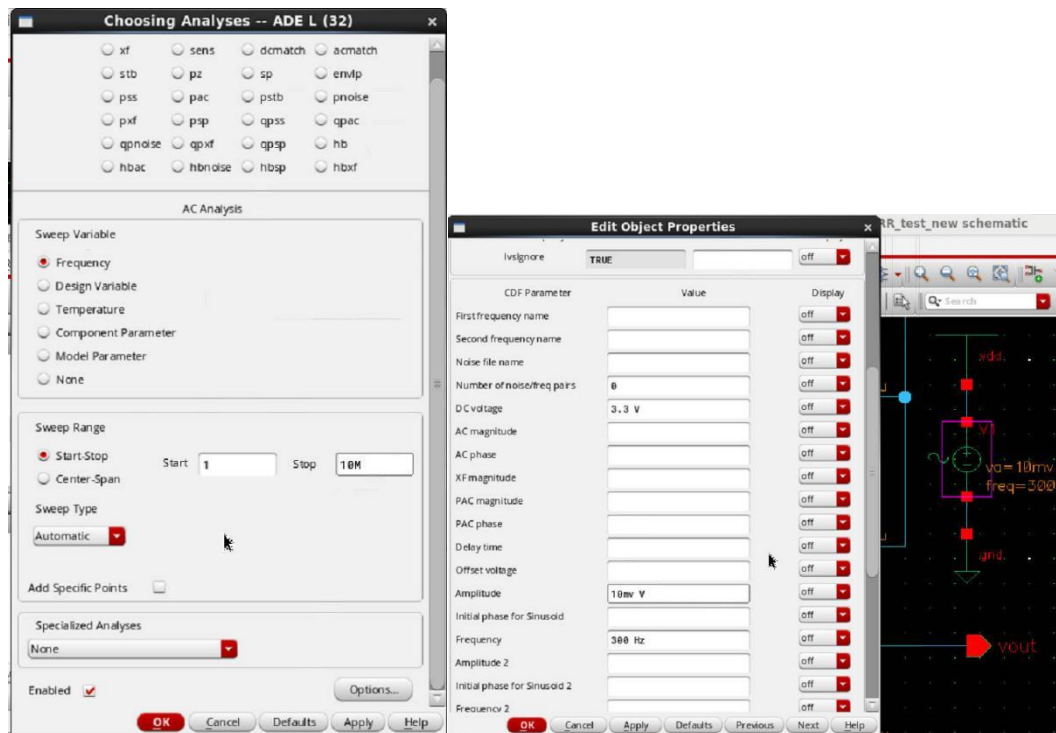 Choosing Analyses -- ADE L (32)
xf sens dcmatch acmatch
stb pz sp envlp
pss pac pstb pnoise
pxf psp qpss qpac
qpnoise qpxf qpsp hb
hbac hbnoise hbsp hbxf
AC Analysis
Sweep Variable
Frequency
Design Variable
Temperature
Component Parameter
Model Parameter
None
Sweep Range
Start-Stop
Start 1 Stop 10M
Center-Span
Sweep Type
Automatic
Add Specific Points
Specialized Analyses
None
Enabled
Options...
OK Cancel Defaults Apply Help
Edit Object Properties
lvsIgnore TRUE off
CDF Parameter Value Display
First frequency name off
Second frequency name off
Noise file name off
Number of noise/freq pairs 0 off
DC voltage 3.3 V off
AC magnitude off
AC phase off
XF magnitude off
PAC magnitude off
PAC phase off
Delay time off
Offset voltage off
Amplitude 10mv V off
Initial phase for Sinusoid off
Frequency 300 Hz off
Amplitude 2 off
Initial phase for Sinusoid 2 off
Frequency 2 off
OK Cancel Apply Defaults Previous Next Help
RR_test_new schematic
Search
vdd
va=10mv
freq=300
gnd
vout